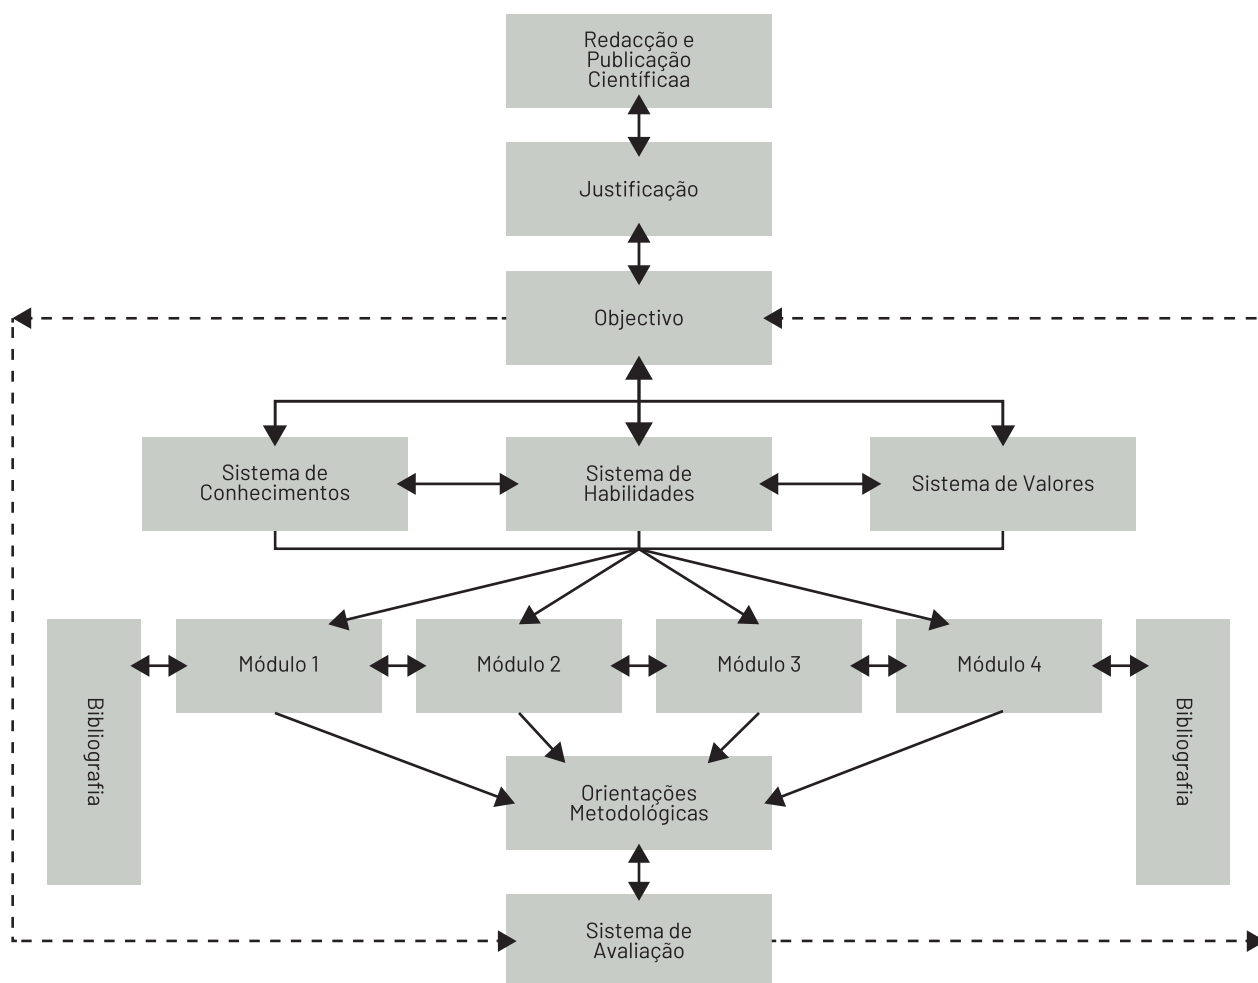 Redacção e
Publicação
Científicaa
Justificação
Objectivo
Sistema de
Conhecimentos
Sistema de
Habilidades
Sistema de Valores
Módulo 1
Módulo 2
Módulo 3
Módulo 4
Bibliografia
Bibliografia
Orientações
Metodológicas
Sistema de
Avaliação